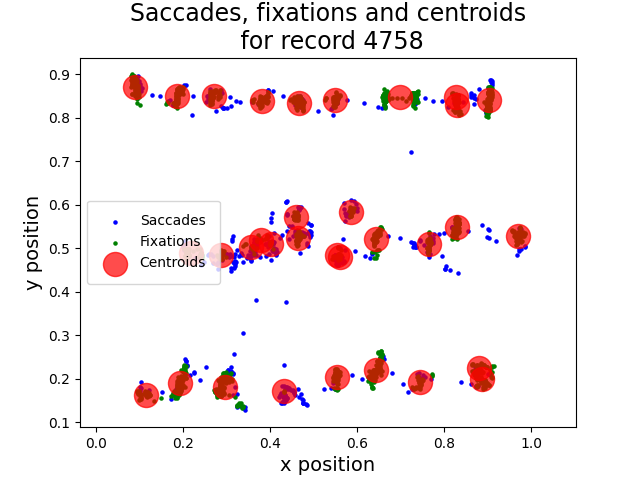 Saccades, fixations and centroids
for record 4758
0.9
0.8
0.7
0.6
0.5
0.4
0.3
0.2
0.1
y position
Saccades
Fixations
Centroids
0.0 0.2 0.4 0.6 0.8 1.0
x position